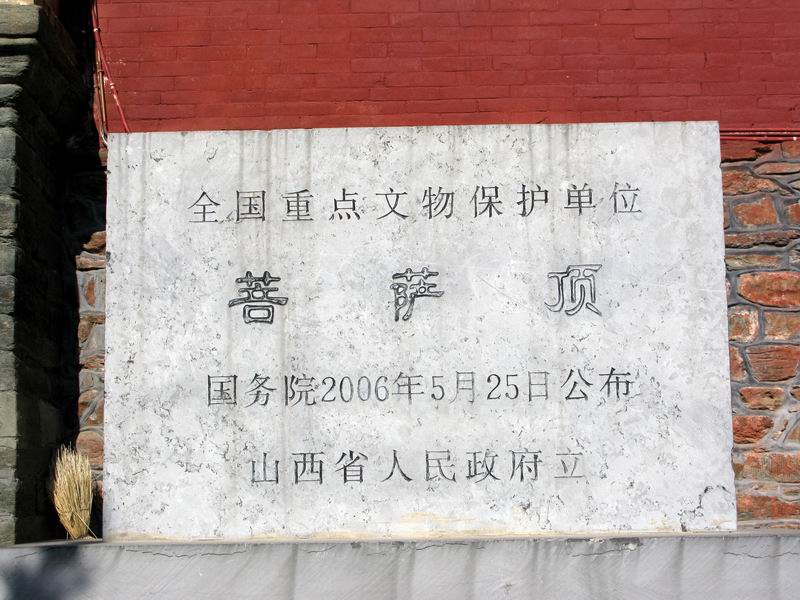 全国重点文物保护单位
菩萨顶
国务院2006年5月25日公布
山西省人民政府立